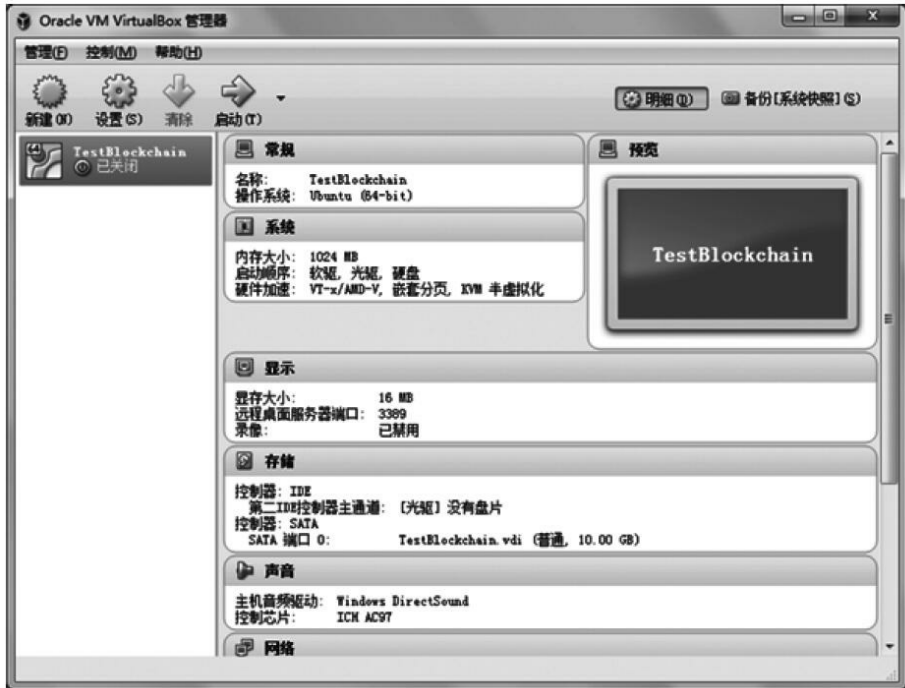 Oracle VM VirtualBox 管理器
管理(F) 控制(M) 帮助(H)
新建(N) 设置(S) 清除 启动(T) 明细(D) 备份[系统快照](S)
TestBlockchain
已关闭
常规
名称: TestBlockchain
操作系统: Ubuntu (64-bit)
系统
内存大小: 1024 MB
启动顺序: 软驱, 光驱, 硬盘
硬件加速: VT-x/AMD-V, 嵌套分页, KVM 半虚拟化
预览
TestBlockchain
显示
显存大小: 16 MB
远程桌面服务器端口: 3389
录像: 已禁用
存储
控制器: IDE
第二IDE控制器主通道: [光驱] 没有盘片
控制器: SATA
SATA 端口 0: TestBlockchain.vdi (普通, 10.00 GB)
声音
主机音频驱动: Windows DirectSound
控制芯片: ICH AC97
网络